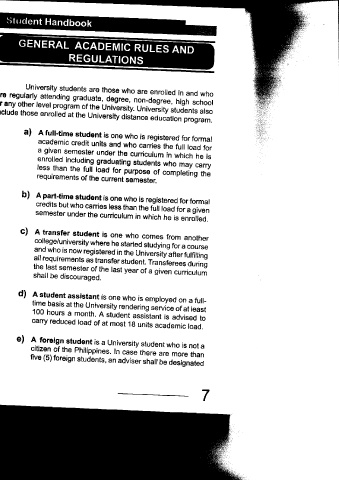 Student Handbook
GENERAL ACADEMIC RULES AND
REGULATIONS
University students are those who are enrolled in and who
re regularly attending graduate, degree, non-degree, high school
r any other level program of the University. University students also
nclude those enrolled at the University distance education program.
a) A full-time student is one who is registered for formal
academic credit units and who carries the full load for
a given semester under the curriculum in which he is
enrolled including graduating students who may carry
less than the full load for purpose of completing the
requirements of the current semester.
b) A part-time student is one who is registered for formal
credits but who carries less than the full load for a given
semester under the curriculum in which he is enrolled.
c) A transfer student is one who comes from another
college/university where he started studying for a course
and who is now registered in the University after fulfilling
all requirements as transfer student. Transferees during
the last semester of the last year of a given curriculum
shall be discouraged.
d) A student assistant is one who is employed on a full-
time basis at the University rendering service of at least
100 hours a month. A student assistant is advised to
carry reduced load of at most 18 units academic load.
e) A foreign student is a University student who is not a
citizen of the Philippines. In case there are more than
five (5) foreign students, an adviser shall be designated
7